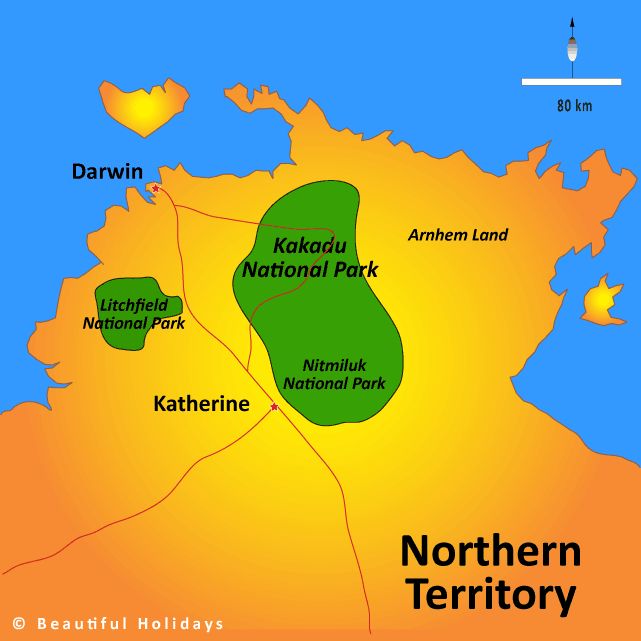 80 km
Darwin
Arnhem Land
Kakadu
National Park
Litchfield
National Park
Nitmiluk
National Park
Katherine
Northern
Territory
© Beautiful Holidays